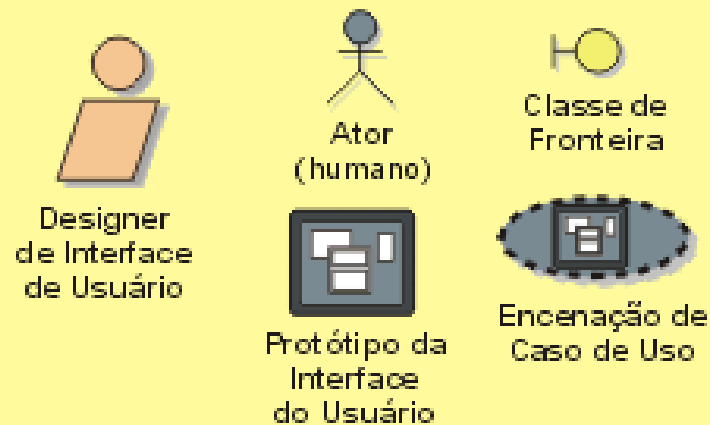 Designer
de Interface
de Usuário
Ator
(humano)
Classe de
Fronteira
Protótipo da
Interface
do Usuário
Encenação de
Caso de Uso